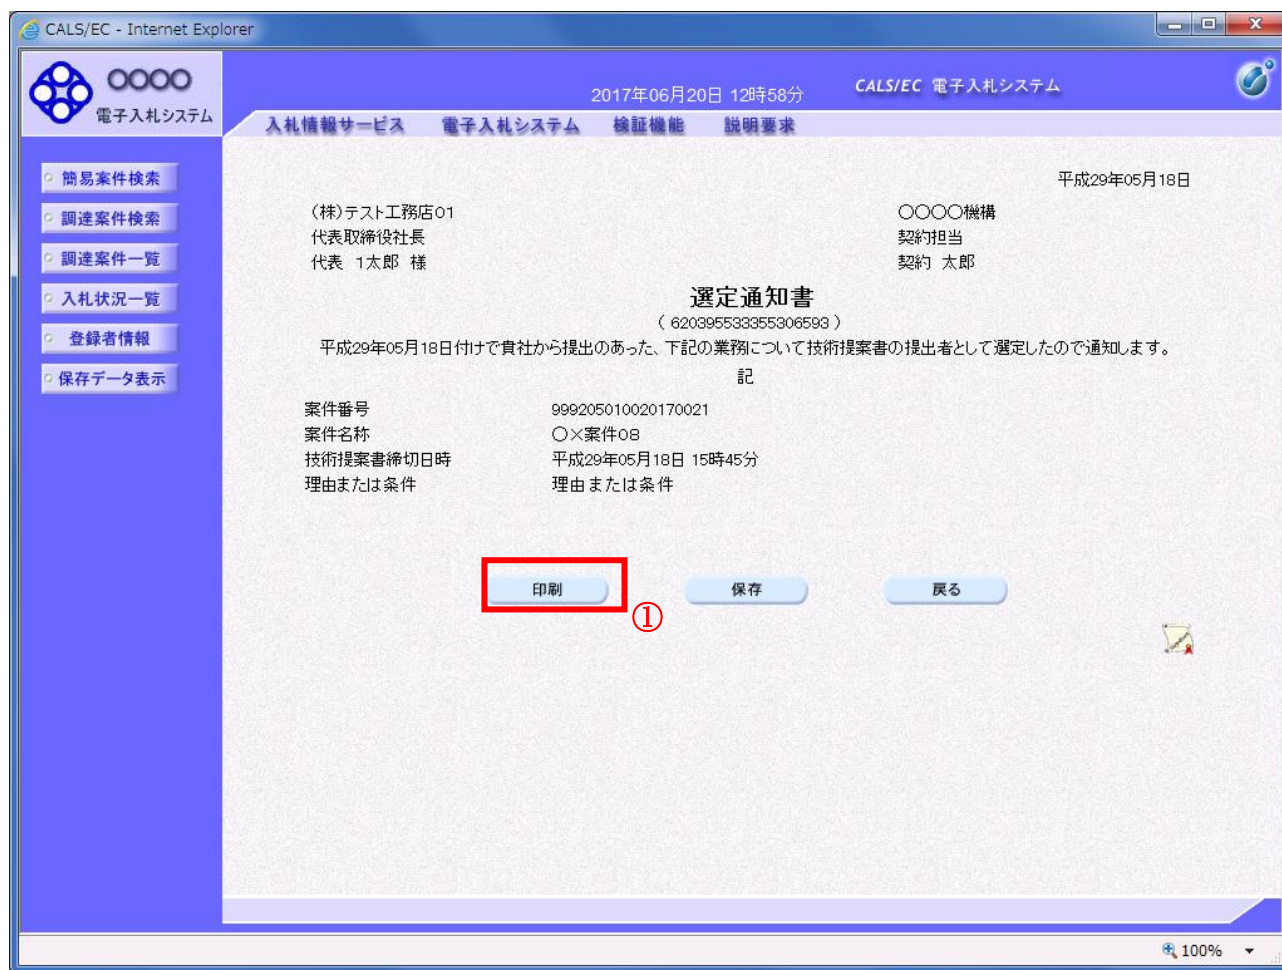 CALS/EC - Internet Explorer
〇〇〇〇
電子入札システム
2017年06月20日 12時58分
CALS/EC 電子入札システム
入札情報サービス 電子入札システム 検証機能 説明要求
簡易案件検索
調達案件検索
調達案件一覧
入札状況一覧
登録者情報
保存データ表示
平成29年05月18日
(株)テスト工務店01
代表取締役社長
代表 1太郎 様
〇〇〇〇機構
契約担当
契約 太郎
選定通知書
( 620395533355306593 )
平成29年05月18日付けで貴社から提出のあった、下記の業務について技術提案書の提出者として選定したので通知します。
記
案件番号 999205010020170021
案件名称 〇×案件08
技術提案書締切日時 平成29年05月18日 15時45分
理由または条件 理由または条件
印刷 保存 戻る
①
100%